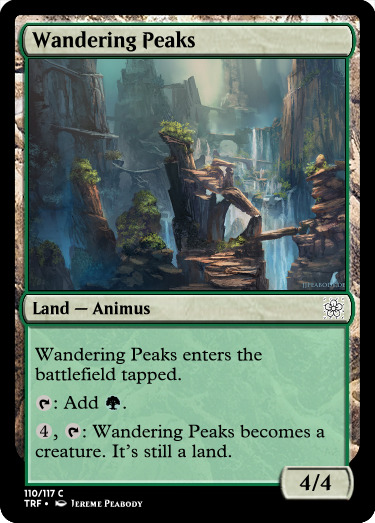 Wandering Peaks
Land — Animus
Wandering Peaks enters the
battlefield tapped.
: Add .
4, : Wandering Peaks becomes a
creature. It's still a land.
4/4
110/117 C
TRF • Jereme Peabody